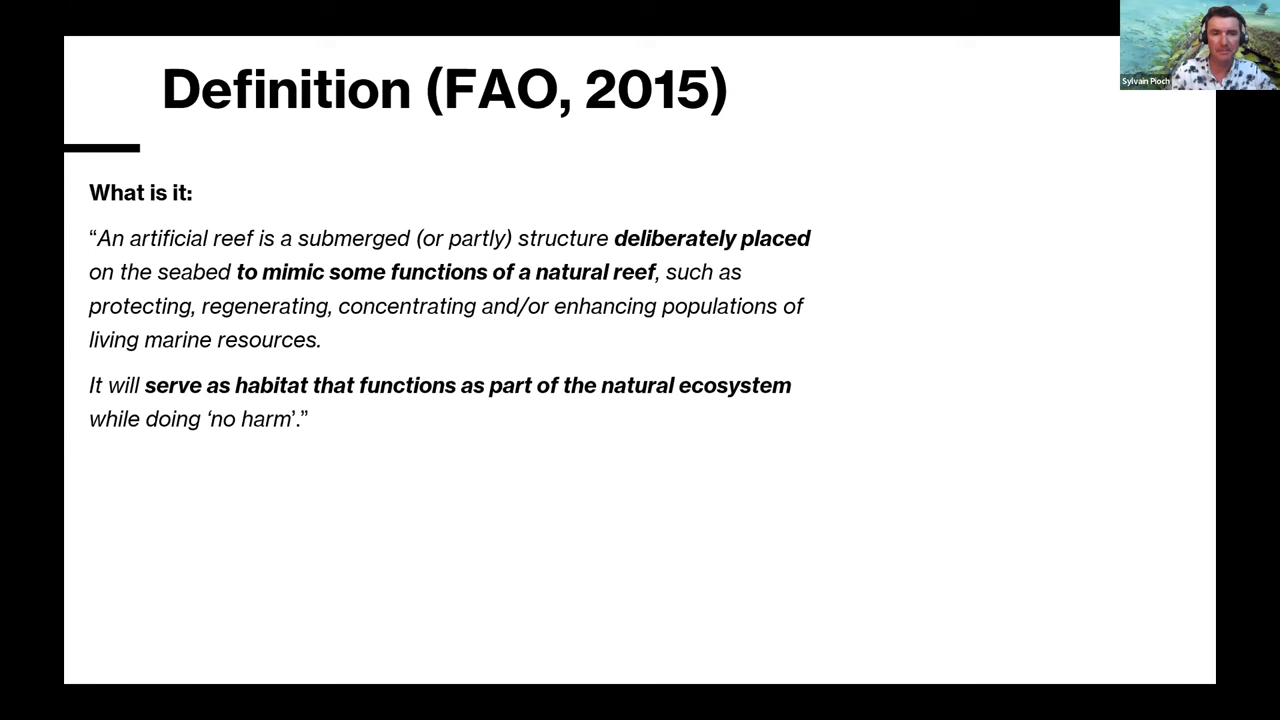 Definition (FAO, 2015)
Sylvain Pioch
What is it:
“An artificial reef is a submerged (or partly) structure deliberately placed
on the seabed to mimic some functions of a natural reef, such as
protecting, regenerating, concentrating and/or enhancing populations of
living marine resources.
It will serve as habitat that functions as part of the natural ecosystem
while doing ‘no harm’.”